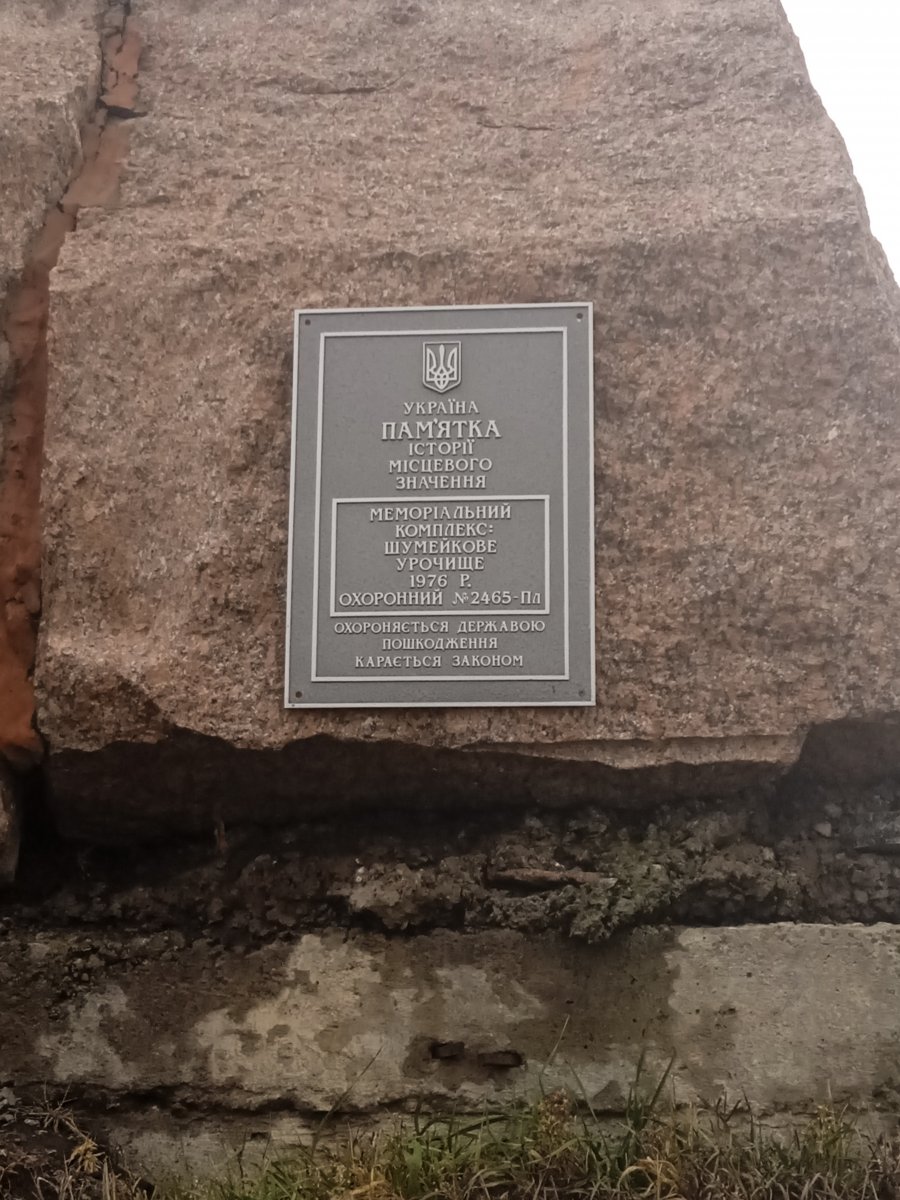 УКРАЇНА
ПАМ'ЯТКА
ІСТОРІЇ
МІСЦЕВОГО
ЗНАЧЕННЯ
МЕМОРІАЛЬНИЙ
КОМПЛЕКС:
ШУМЕЙКОВЕ
УРОЧИЩЕ
1976 Р.
ОХОРОННИЙ №2465-Пл
ОХОРОНЯЄТЬСЯ ДЕРЖАВОЮ
ПОШКОДЖЕННЯ
КАРАЄТЬСЯ ЗАКОНОМ